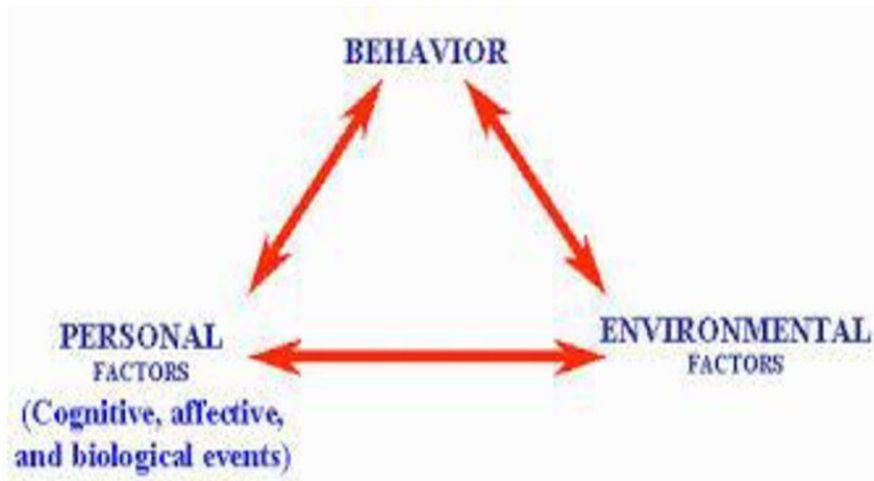 BEHAVIOR
PERSONAL
FACTORS
(Cognitive, affective,
and biological events)
ENVIRONMENTAL
FACTORS